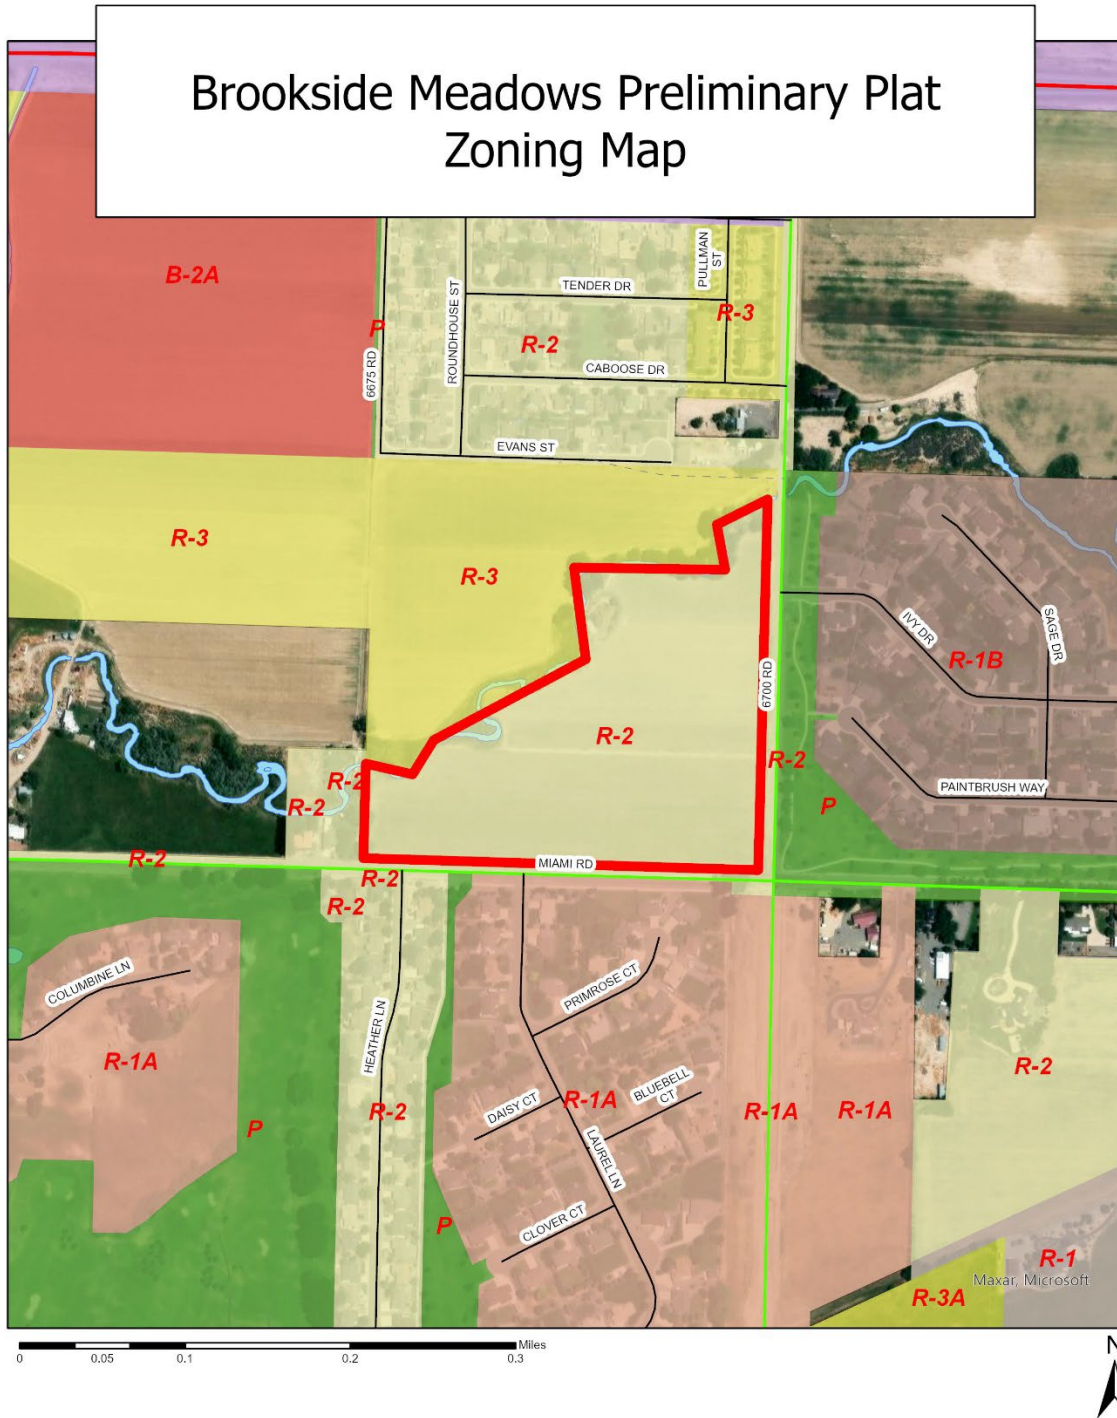 Brookside Meadows Preliminary Plat
Zoning Map
B-2A
P
6675 RD
ROUNDHOUSE ST
TENDER DR
PULLMAN
ST
R-3
R-2
CABOOSE DR
EVANS ST
R-3
R-3
IVY DR
SAGE DR
R-1B
6700 RD
R-2
R-2
R-2
R-2
PAINTBRUSH WAY
P
R-2
MIAMI RD
R-2
R-2
COLUMBINE LN
R-1A
HEATHER LN
PRIMROSE CT
R-2
BLUEBELL
CT
DAISY CT
R-1A
R-1A
R-1A
R-2
P
LAUREL LN
P
CLOVER CT
R-1
Maxar, Microsoft
R-3A
Miles
0
0.05
0.1
0.2
0.3
N